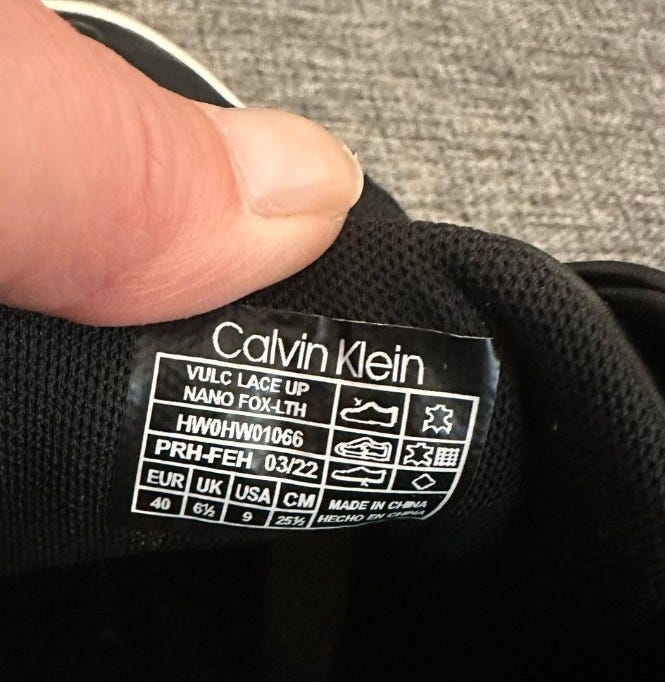 Calvin Klein
VULC LACE UP
NANO FOX-LTH
HW0HW01066
PRH-FEH 03/22
EUR UK USA CM
40 6½ 9 25½
MADE IN CHINA
HECHO EN CHINA